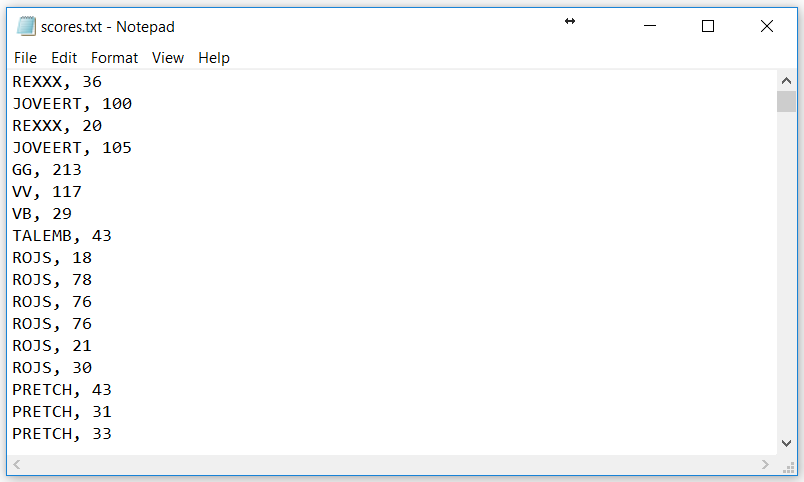 scores.txt - Notepad
File Edit Format View Help
REXXX, 36
JOVEERT, 100
REXXX, 20
JOVEERT, 105
GG, 213
VV, 117
VB, 29
TALEMB, 43
ROJS, 18
ROJS, 78
ROJS, 76
ROJS, 76
ROJS, 21
ROJS, 30
PRETCH, 43
PRETCH, 31
PRETCH, 33